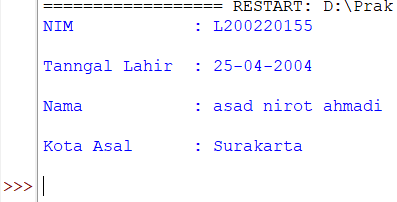 ================== RESTART: D:\Prak
NIM            : L200220155
Tanngal Lahir  : 25-04-2004
Nama           : asad nirot ahmadi
Kota Asal      : Surakarta
>>>